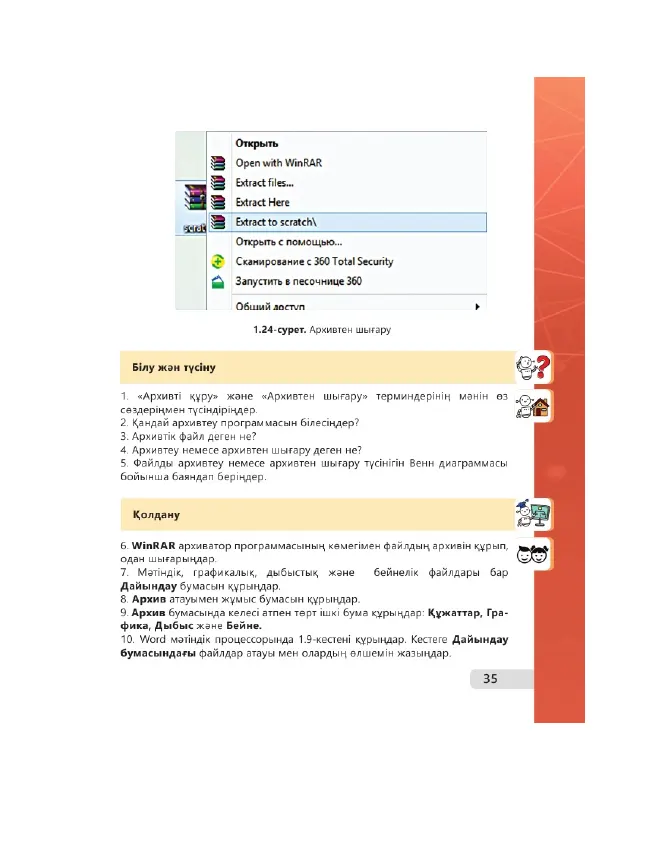 Открыть
Open with WinRAR
Extract files...
Extract Here
scrat
Extract to scratch\
Открыть с помощью...
Сканирование с 360 Total Security
Запустить в песочнице 360
Общий доступ
1.24-сурет. Архивтен шығару
Білу жән түсіну
1. «Архивті құру» және «Архивтен шығару» терминдерінің мәнін өз
сөздеріңмен түсіндіріңдер.
2. Қандай архивтеу программасын білесіңдер?
3. Архивтік файл деген не?
4. Архивтеу немесе архивтен шығару деген не?
5. Файлды архивтеу немесе архивтен шығару түсінігін Венн диаграммасы
бойынша баяндап беріңдер.
Қолдану
6. WinRAR архиватор программасының көмегімен файлдың архивін құрып,
одан шығарыңдар.
7. Мәтіндік, графикалық, дыбыстық және бейнелік файлдары бар
Дайындау бумасын құрыңдар.
8. Архив атауымен жұмыс бумасын құрыңдар.
9. Архив бумасында келесі атпен төрт ішкі бума құрыңдар: Құжаттар, Гра-
фика, Дыбыс және Бейне.
10. Word мәтіндік процессорында 1.9-кестені құрыңдар. Кестеге Дайындау
бумасындағы файлдар атауы мен олардың өлшемін жазыңдар.
35